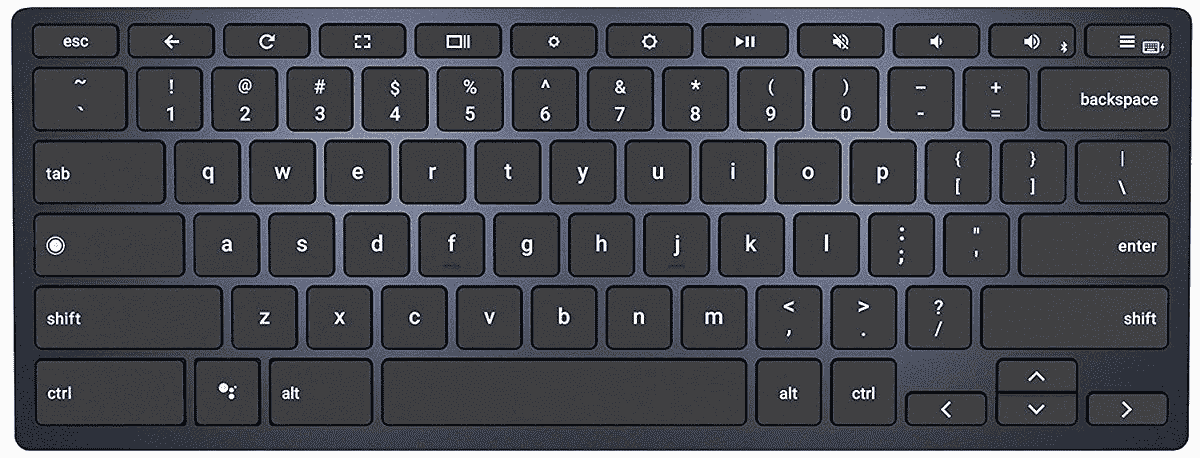 esc
~ ! @ # $ % ^ & * ( ) – +
` 1 2 3 4 5 6 7 8 9 0 - = backspace
tab q w e r t y u i o p { } |
[ ] \
a s d f g h j k l : " enter
; '
shift z x c v b n m < > ? shift
, . /
ctrl alt alt ctrl